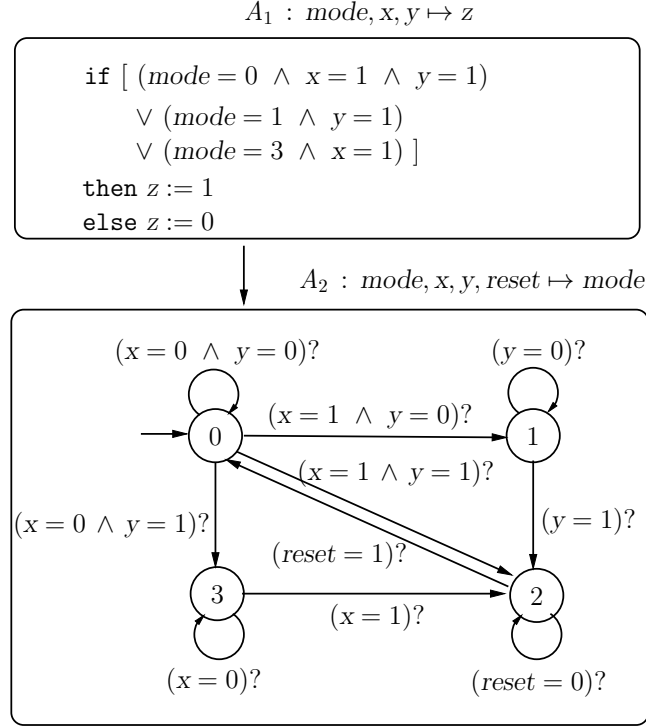 A₁ : mode, x, y ↦ z
if [ (mode = 0 ∧ x = 1 ∧ y = 1)
∨ (mode = 1 ∧ y = 1)
∨ (mode = 3 ∧ x = 1) ]
then z := 1
else z := 0
A₂ : mode, x, y, reset ↦ mode
(x = 0 ∧ y = 0)?
(y = 0)?
0
(x = 1 ∧ y = 0)?
1
(x = 1 ∧ y = 1)?
(x = 0 ∧ y = 1)?
(y = 1)?
(reset = 1)?
3
2
(x = 1)?
(x = 0)?
(reset = 0)?